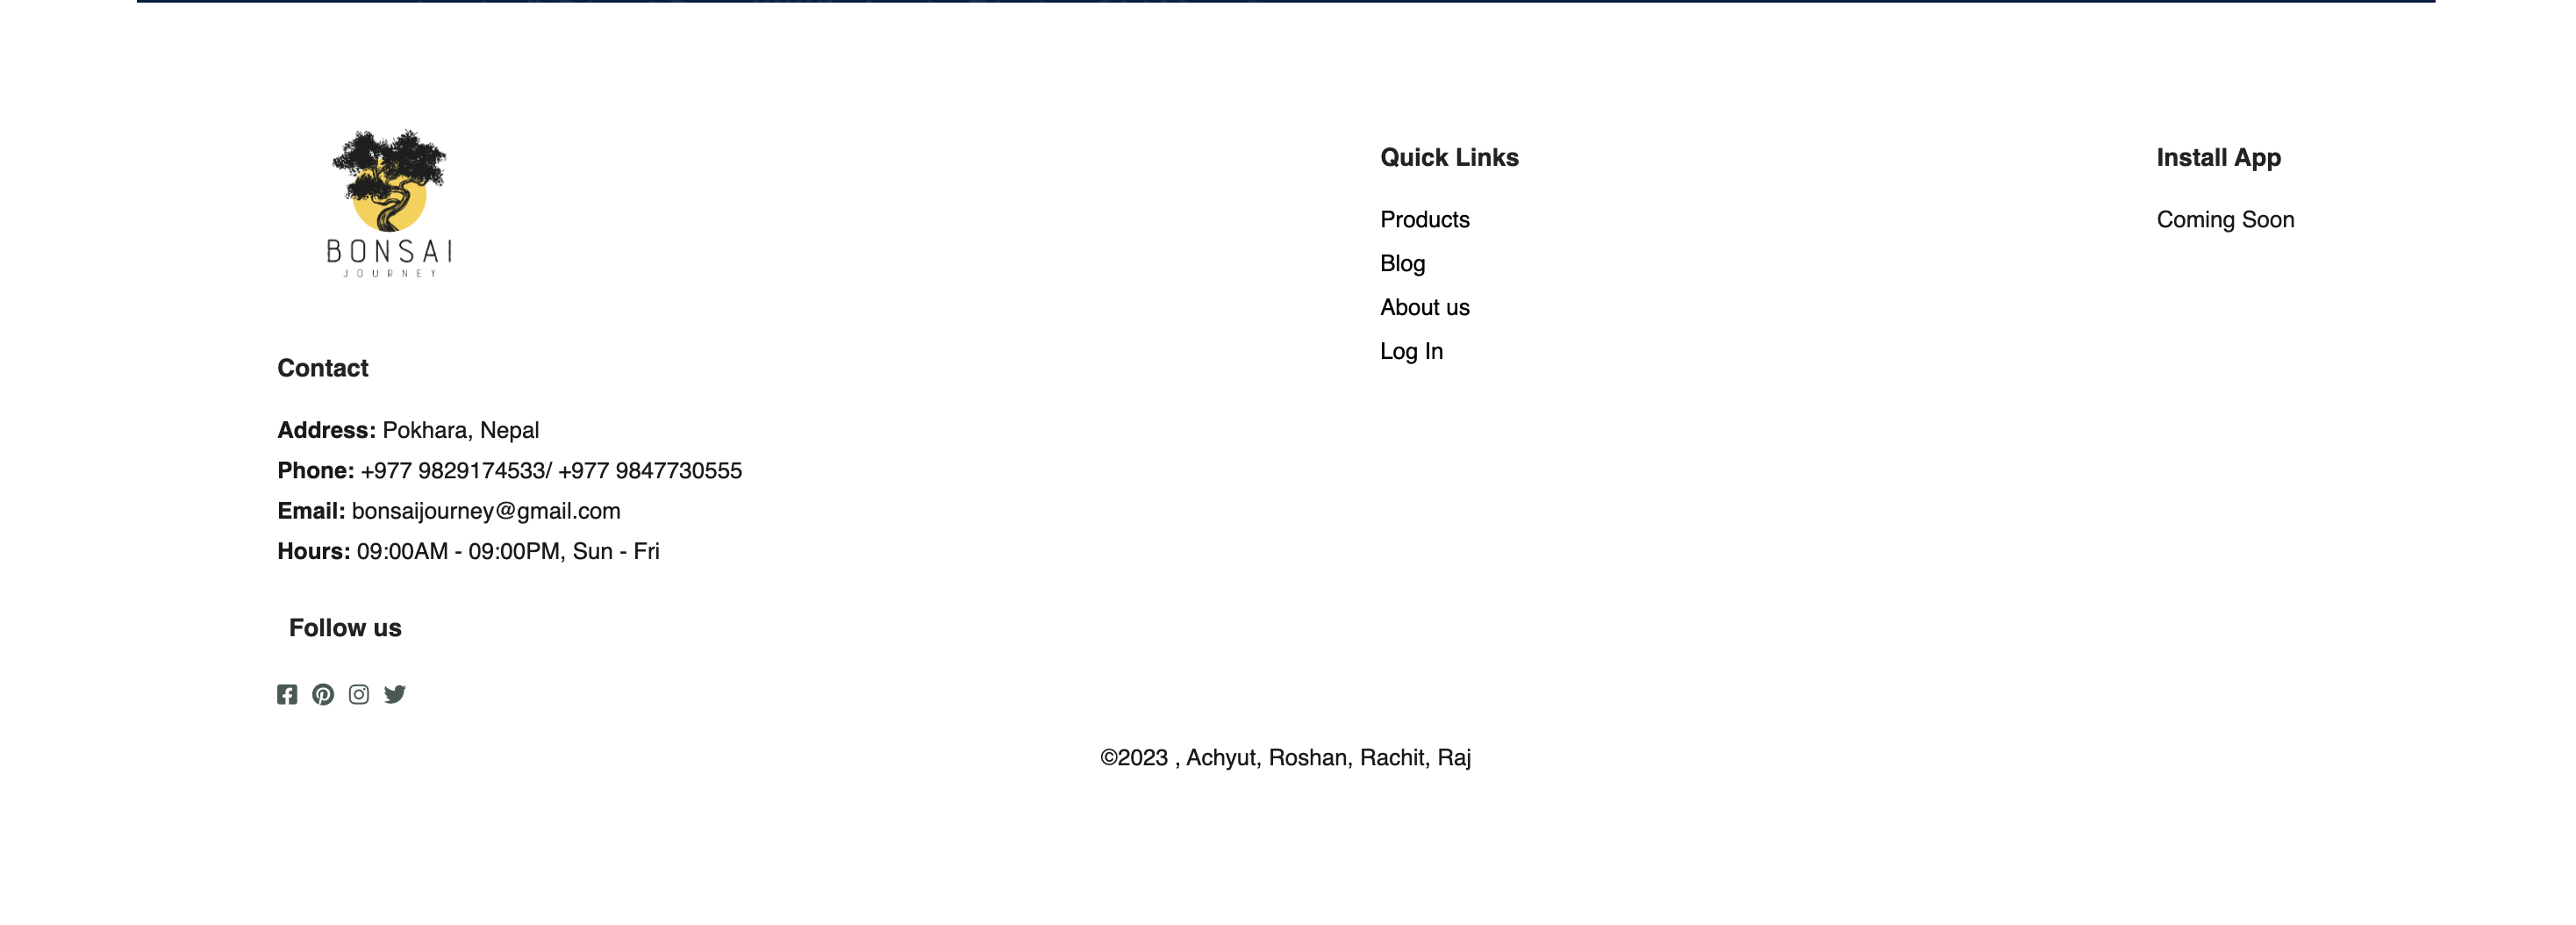 BONSAI
JOURNEY
Contact
Address: Pokhara, Nepal
Phone: +977 9829174533/ +977 9847730555
Email: bonsaijourney@gmail.com
Hours: 09:00AM - 09:00PM, Sun - Fri
Follow us
Quick Links
Products
Blog
About us
Log In
Install App
Coming Soon
©2023 , Achyut, Roshan, Rachit, Raj